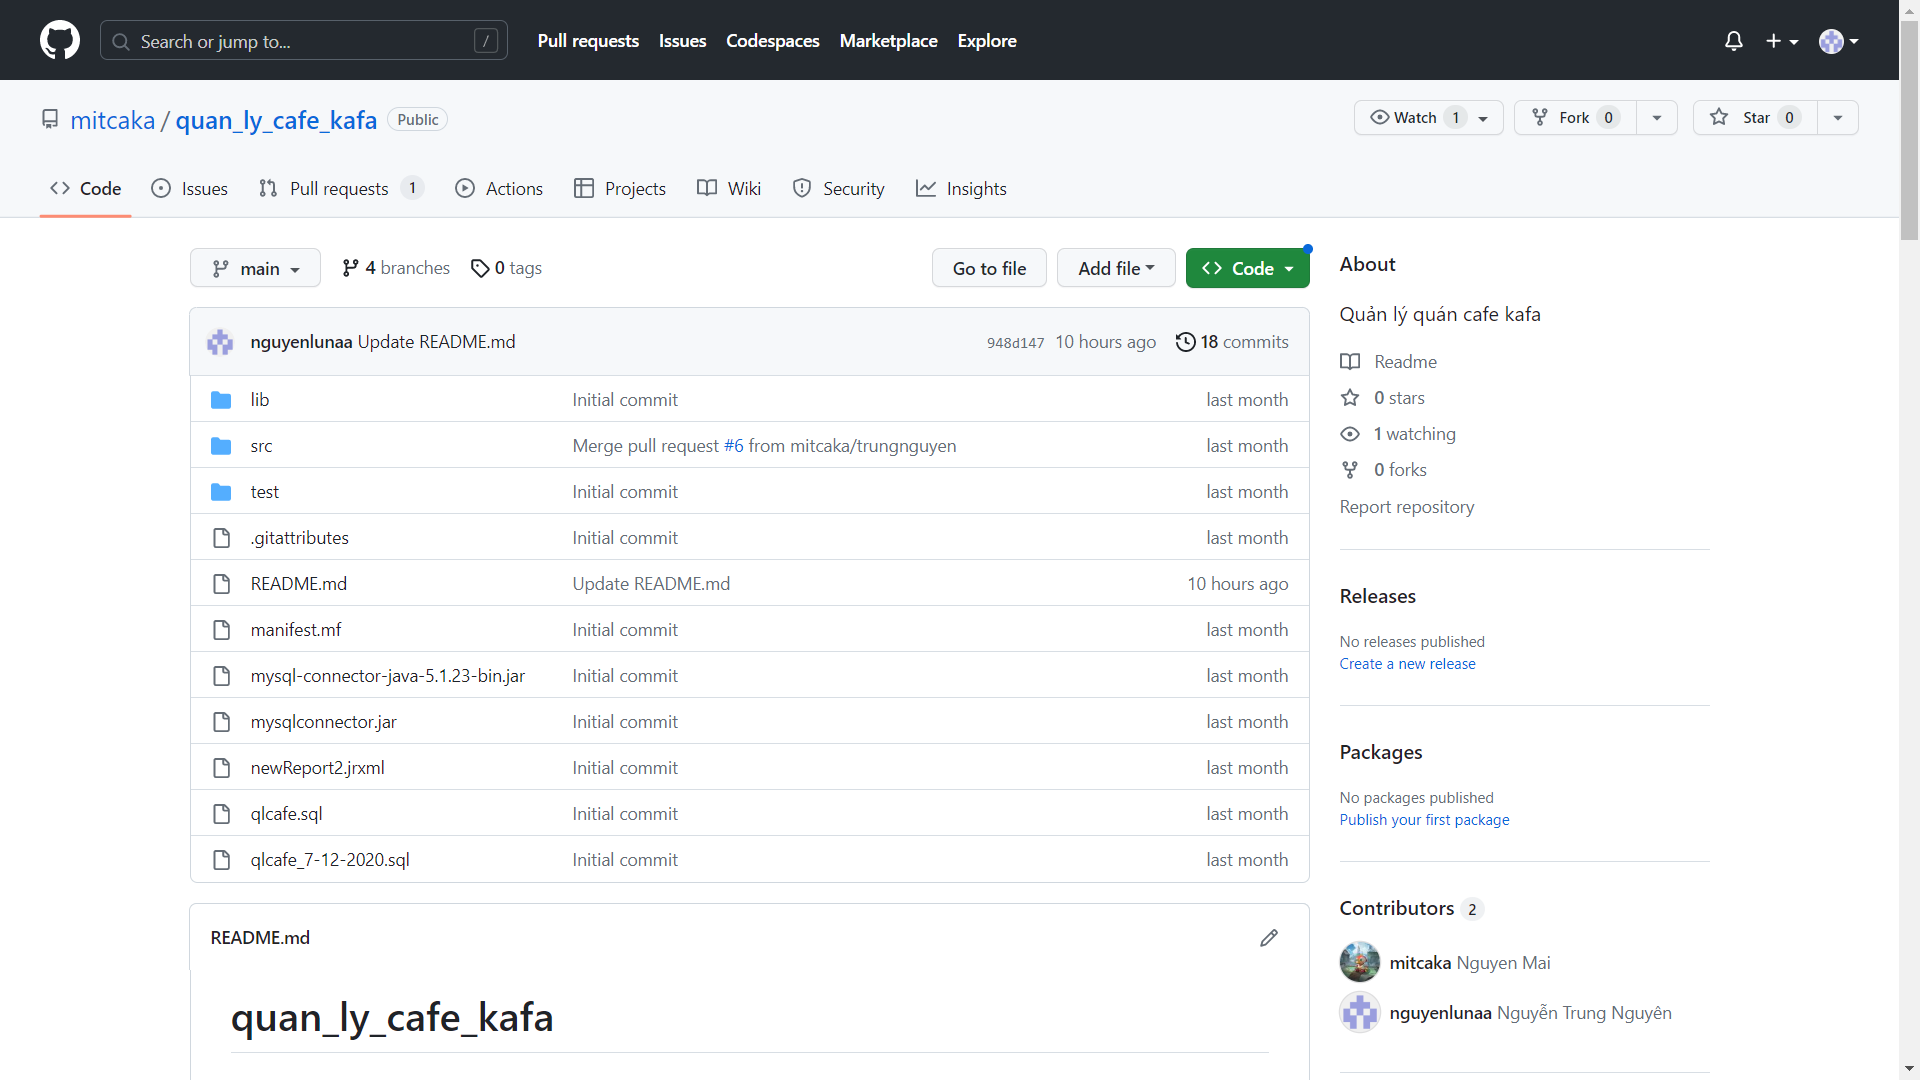 Search or jump to... /
Pull requests Issues Codespaces Marketplace Explore
mitcaka / quan_ly_cafe_kafa Public
Watch 1 Fork 0 Star 0
Code Issues Pull requests 1 Actions Projects Wiki Security Insights
main 4 branches 0 tags Go to file Add file Code
nguyenlunaa Update README.md 948d147 10 hours ago 18 commits
lib Initial commit last month
src Merge pull request #6 from mitcaka/trungnguyen last month
test Initial commit last month
.gitattributes Initial commit last month
README.md Update README.md 10 hours ago
manifest.mf Initial commit last month
mysql-connector-java-5.1.23-bin.jar Initial commit last month
mysqlconnector.jar Initial commit last month
newReport2.jrxml Initial commit last month
qlcafe.sql Initial commit last month
qlcafe_7-12-2020.sql Initial commit last month
README.md
quan_ly_cafe_kafa
About
Quản lý quán cafe kafa
Readme
0 stars
1 watching
0 forks
Report repository
Releases
No releases published
Create a new release
Packages
No packages published
Publish your first package
Contributors 2
mitcaka Nguyen Mai
nguyenlunaa Nguyễn Trung Nguyên